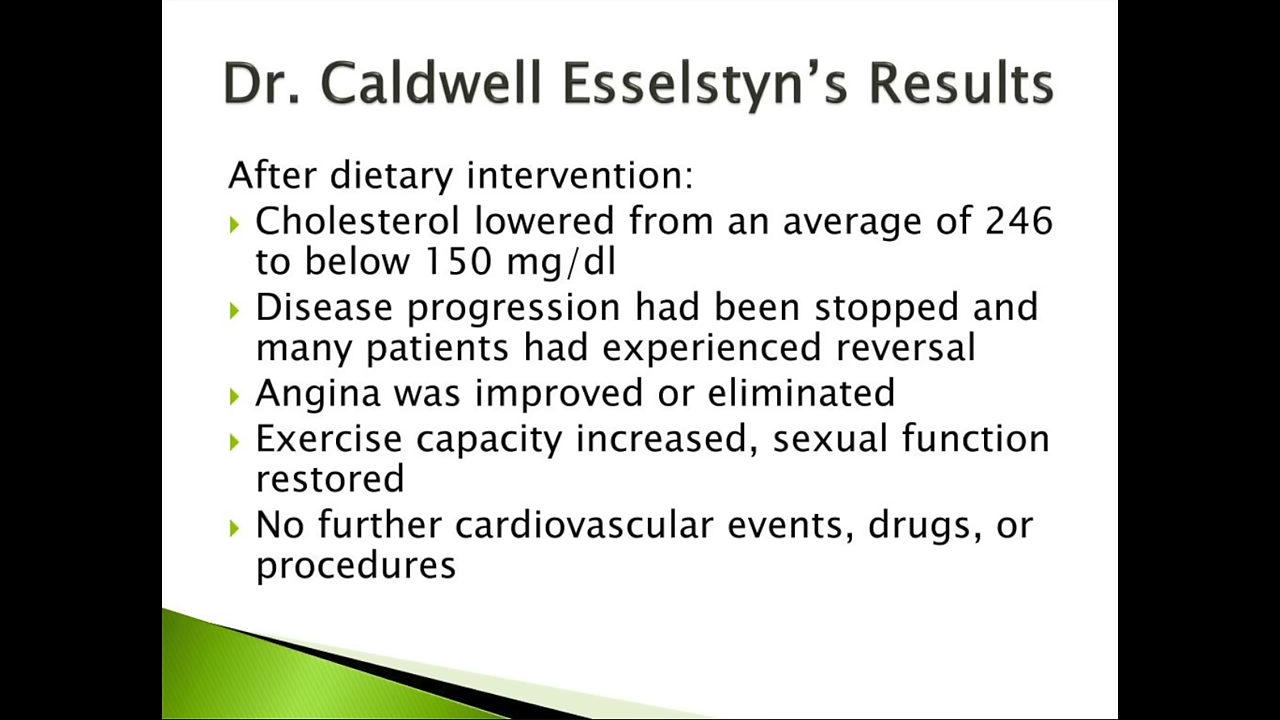 Dr. Caldwell Esselstyn’s Results
After dietary intervention:
Cholesterol lowered from an average of 246
to below 150 mg/dl
Disease progression had been stopped and
many patients had experienced reversal
Angina was improved or eliminated
Exercise capacity increased, sexual function
restored
No further cardiovascular events, drugs, or
procedures